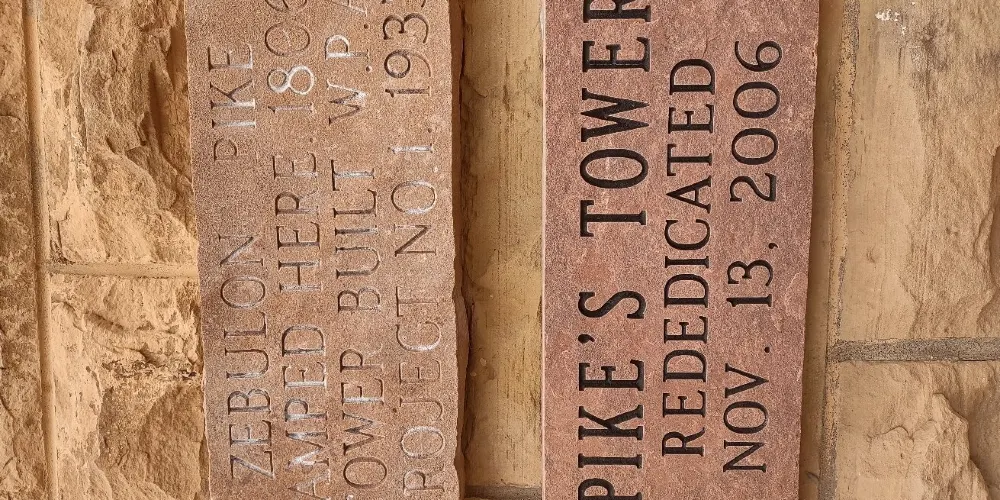 ZEBULON PIKE
AMPED HERE. 180
OWER BUILT W.P.A
ROJECT NO.1. 193
PIKE'S TOWER
REDEDICATED
NOV. 13, 2006